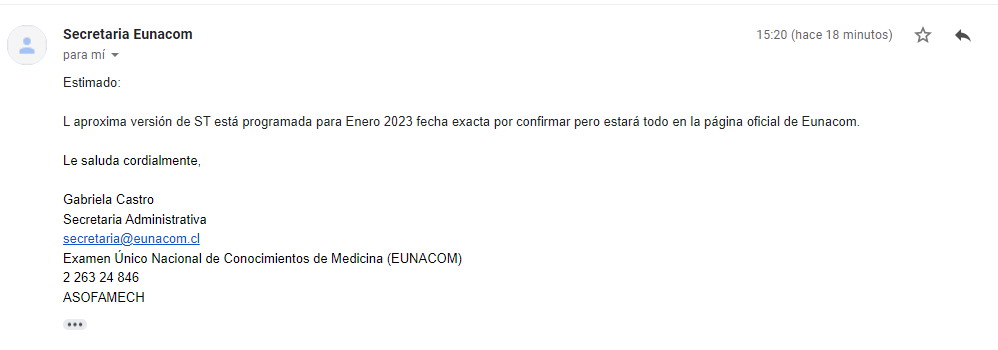 Secretaria Eunacom
15:20 (hace 18 minutos)
para mí
Estimado:
L aproxima versión de ST está programada para Enero 2023 fecha exacta por confirmar pero estará todo en la página oficial de Eunacom.
Le saluda cordialmente,
Gabriela Castro
Secretaria Administrativa
secretaria@eunacom.cl
Examen Único Nacional de Conocimientos de Medicina (EUNACOM)
2 263 24 846
ASOFAMECH